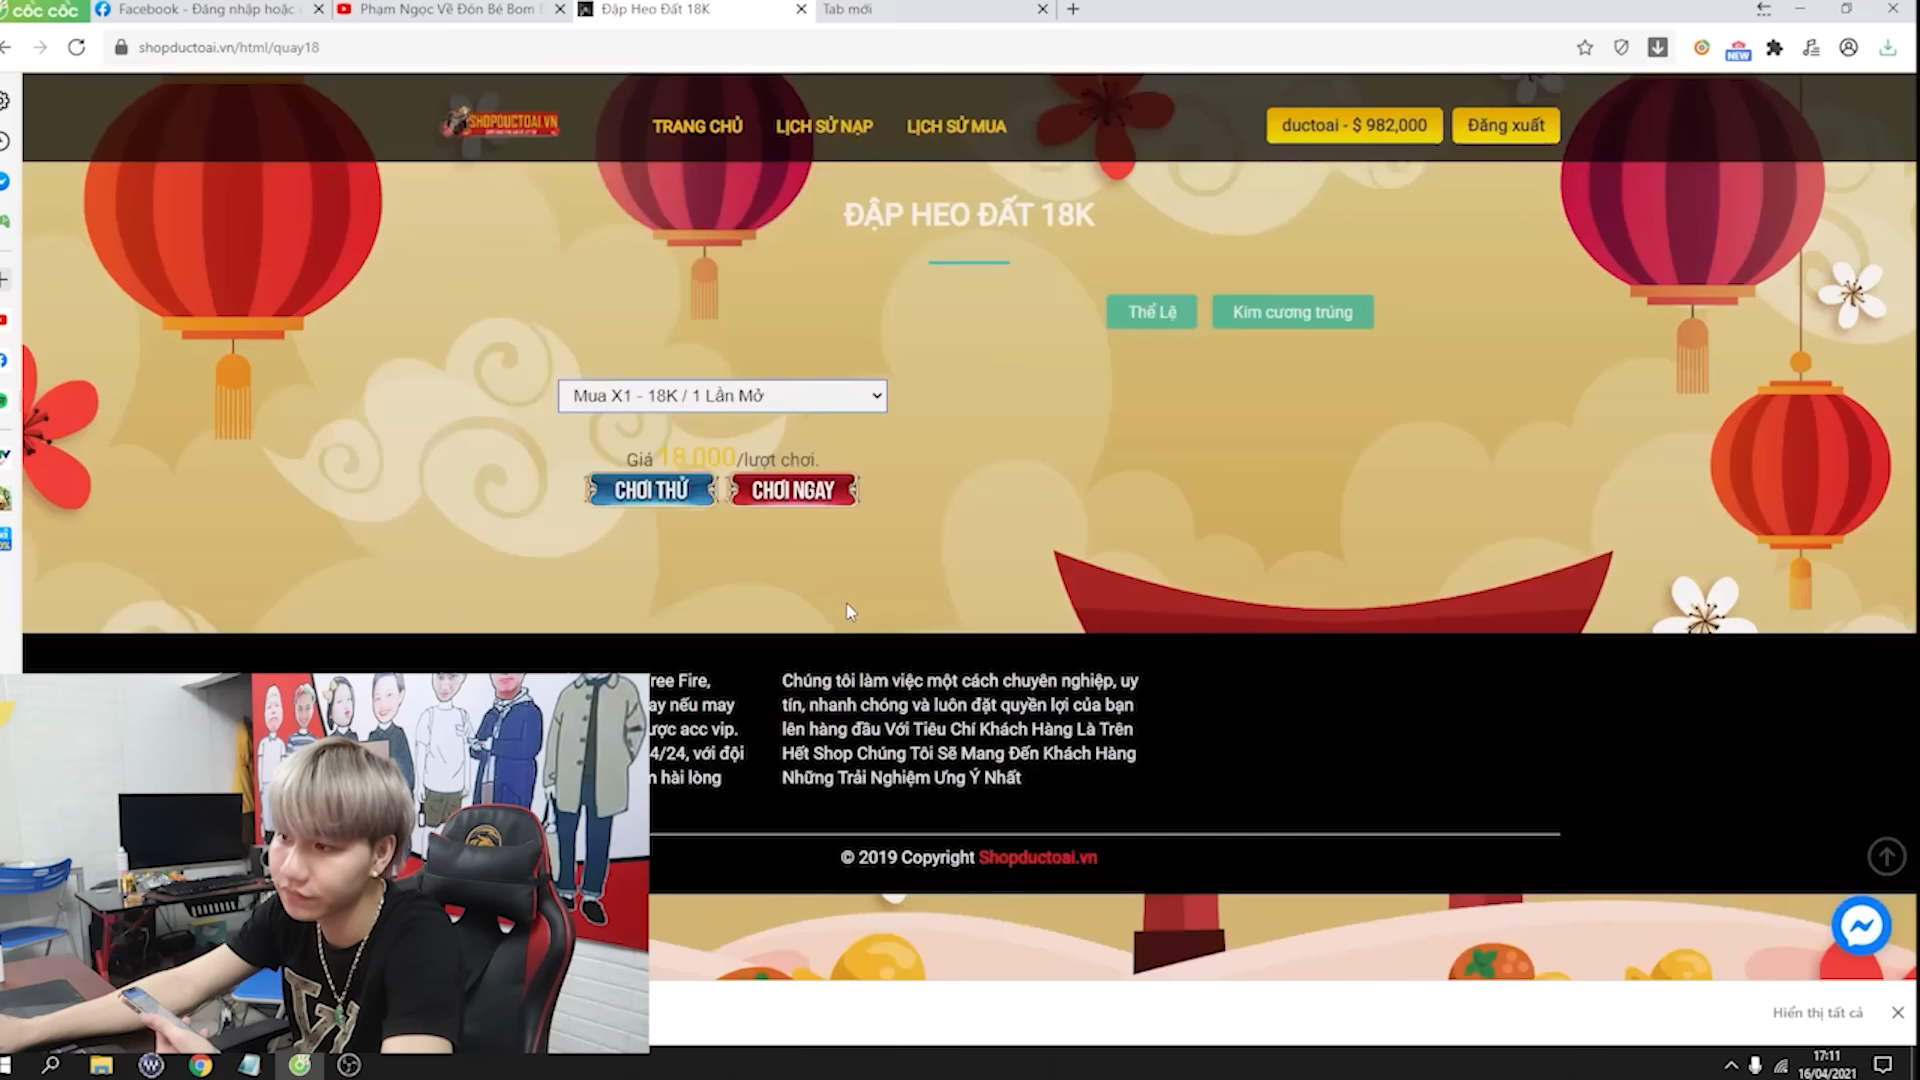 cốc cốc
Facebook - Đăng nhập hoặc
Phạm Ngọc Về Đón Bé Bom
Đập Heo Đất 18K
Tab mới
shopductoai.vn/html/quay18
NEW
SHOPDUCTOAI.VN
TRANG CHỦ
LỊCH SỬ NẠP
LỊCH SỬ MUA
ductoai - $ 982,000
Đăng xuất
ĐẬP HEO ĐẤT 18K
Thể Lệ
Kim cương trúng
Mua X1 - 18K / 1 Lần Mở
Giá 18.000/lượt chơi.
CHƠI THỬ
CHƠI NGAY
ree Fire,
ay nếu may
ược acc vip.
4/24, với đội
n hài lòng
Chúng tôi làm việc một cách chuyên nghiệp, uy
tín, nhanh chóng và luôn đặt quyền lợi của bạn
lên hàng đầu Với Tiêu Chí Khách Hàng Là Trên
Hết Shop Chúng Tôi Sẽ Mang Đến Khách Hàng
Những Trải Nghiệm Ưng Ý Nhất
© 2019 Copyright Shopductoai.vn
Hiển thị tất cả
17:11
16/04/2021